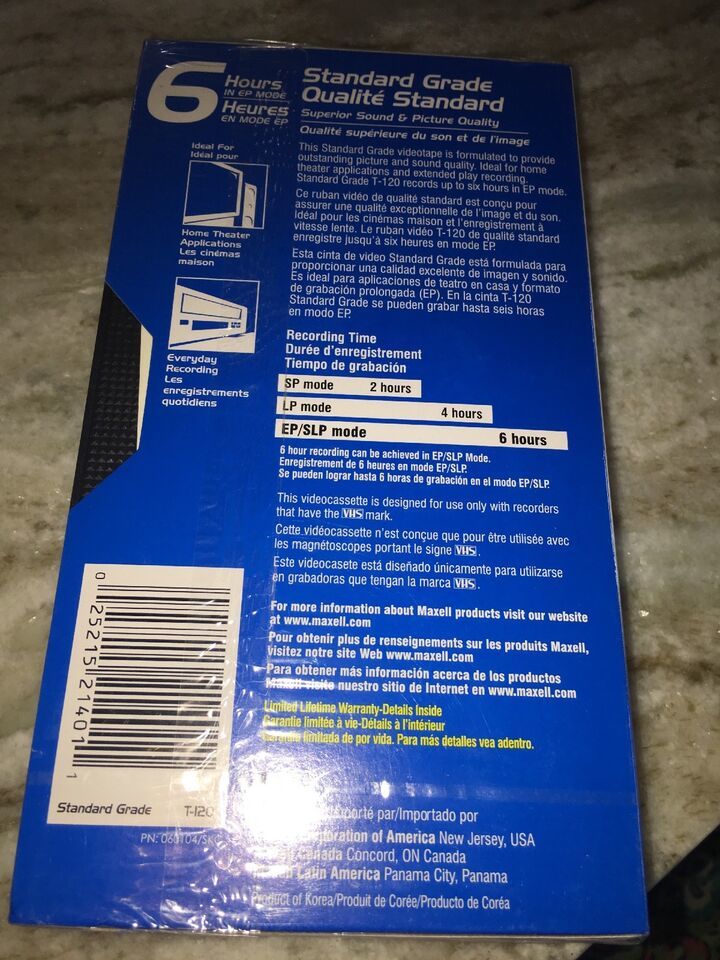 6 Hours
IN EP MODE
Heures
EN MODE EP
Standard Grade
Qualité Standard
Superior Sound & Picture Quality
Qualité supérieure du son et de l'image
Ideal For
Idéal pour
Home Theater
Applications
Les cinémas
maison
Everyday
Recording
Les
enregistrements
quotidiens
This Standard Grade videotape is formulated to provide
outstanding picture and sound quality. Ideal for home
theater applications and extended play recording.
Standard Grade T-120 records up to six hours in EP mode.
Ce ruban vidéo de qualité standard est conçu pour
assurer une qualité exceptionnelle de l'image et du son.
Idéal pour les cinémas maison et l'enregistrement à
vitesse lente. Le ruban vidéo T-120 de qualité standard
enregistre jusqu'à six heures en mode EP.
Esta cinta de video Standard Grade está formulada para
proporcionar una calidad excelente de imagen y sonido.
Es ideal para aplicaciones de teatro en casa y formato
de grabación prolongada (EP). En la cinta T-120
Standard Grade se pueden grabar hasta seis horas
en modo EP.
Recording Time
Durée d'enregistrement
Tiempo de grabación
SP mode 2 hours
LP mode 4 hours
EP/SLP mode 6 hours
6 hour recording can be achieved in EP/SLP Mode.
Enregistrement de 6 heures en mode EP/SLP.
Se pueden lograr hasta 6 horas de grabación en el modo EP/SLP.
This videocassette is designed for use only with recorders
that have the VHS mark.
Cette vidéocassette n'est conçue que pour être utilisée avec
les magnétoscopes portant le signe VHS.
Este videocasete está diseñado únicamente para utilizarse
en grabadoras que tengan la marca VHS.
For more information about Maxell products visit our website
at www.maxell.com
Pour obtenir plus de renseignements sur les produits Maxell,
visitez notre site Web www.maxell.com
Para obtener más información acerca de los productos
Maxell visite nuestro sitio de Internet en www.maxell.com
Limited Lifetime Warranty-Details Inside
Garantie limitée à vie-Détails à l'intérieur
Garantía limitada de por vida. Para más detalles vea adentro.
0 25215 21401 1
Standard Grade T-120
PN: 060104/SK
par/Importado por
of America New Jersey, USA
Canada Concord, ON Canada
Latin America Panama City, Panama
Product of Korea/Produit de Corée/Producto de Coréa